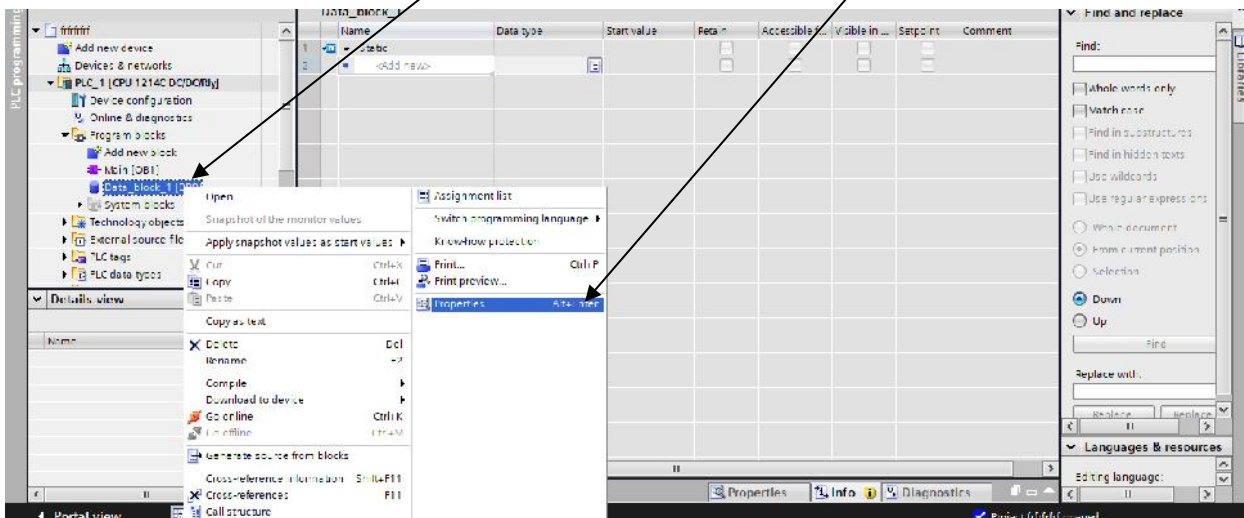 PLC programming
frfrfrfrf
Add new device
Devices & networks
PLC_1 [CPU 1214C DC/DC/Rly]
Device configuration
Online & diagnostics
Program blocks
Add new block
Main [OB1]
Data_block_1
System blocks
Technology objects
External source file
PLC tags
PLC data types
Details view
Name
Data_block_1
Name Data type Start value Retain Accessible f... Visible in ... Setpoint Comment
1 Static
2 <Add new>
Open
Snapshot of the monitor values
Apply snapshot values as start values
Cut Ctrl+X
Copy Ctrl+C
Paste Ctrl+V
Copy as text
Delete Del
Rename F2
Compile
Download to device
Go online Ctrl+K
Go offline Ctrl+M
Generate source from blocks
Cross-reference information Shift+F11
Cross-references F11
Call structure
Assignment list
Switch programming language
Know-how protection
Print... Ctrl+P
Print preview...
Properties Alt+Enter
Find and replace
Find:
Whole words only
Match case
Find in substructures
Find in hidden texts
Use wildcards
Use regular expressions
Whole document
From current position
Selection
Down
Up
Find
Replace with:
Replace Replace
Languages & resources
Editing language:
Libraries
Properties Info Diagnostics
Portal view